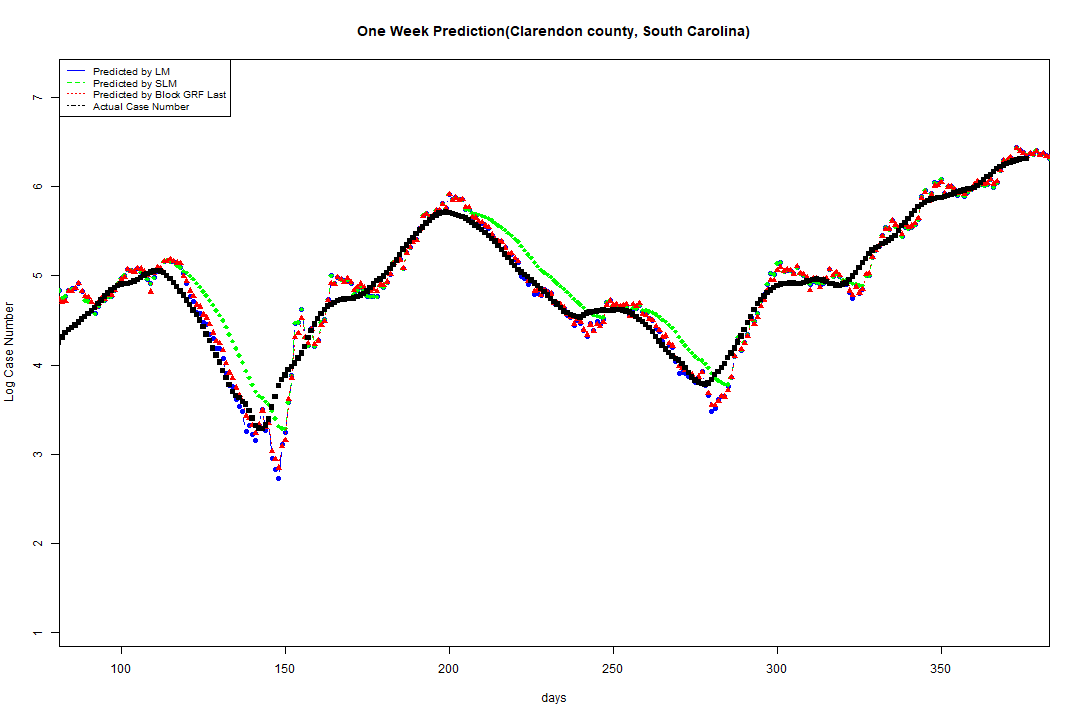 One Week Prediction(Clarendon county, South Carolina)
Predicted by LM
Predicted by SLM
Predicted by Block GRF Last
Actual Case Number
7
6
5
4
3
2
1
Log Case Number
100 150 200 250 300 350
days